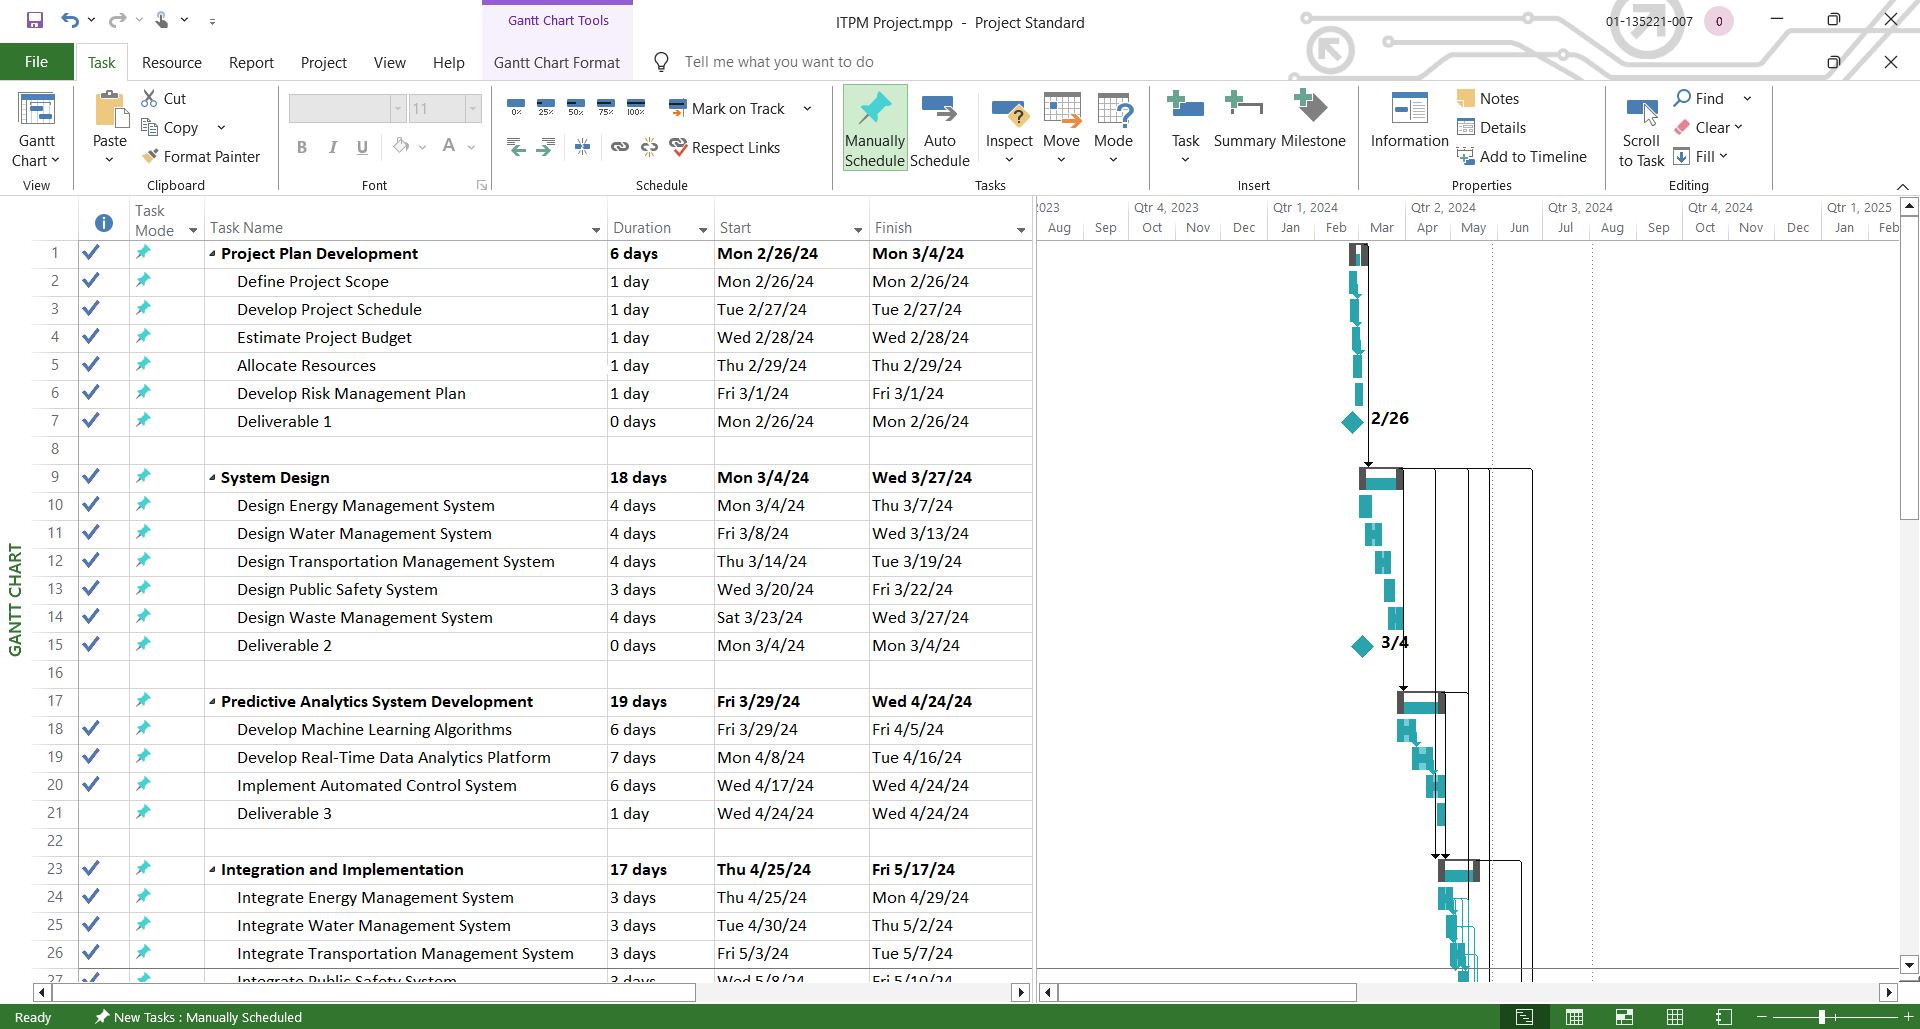 Gantt Chart Tools
ITPM Project.mpp - Project Standard
01-135221-007
0
File
Task
Resource
Report
Project
View
Help
Gantt Chart Format
Tell me what you want to do
Gantt
Chart
View
Paste
Cut
Copy
Format Painter
Clipboard
11
B I U A
Font
0% 25% 50% 75% 100%
Mark on Track
Respect Links
Schedule
Manually
Schedule
Auto
Schedule
Inspect
Move
Mode
Tasks
Task
Summary
Milestone
Insert
Information
Notes
Details
Add to Timeline
Properties
Scroll
to Task
Find
Clear
Fill
Editing
GANTT CHART
Task
Mode
Task Name
Duration
Start
Finish
2023
Qtr 4, 2023
Qtr 1, 2024
Qtr 2, 2024
Qtr 3, 2024
Qtr 4, 2024
Qtr 1, 2025
Aug Sep Oct Nov Dec Jan Feb Mar Apr May Jun Jul Aug Sep Oct Nov Dec Jan Feb
1 Project Plan Development 6 days Mon 2/26/24 Mon 3/4/24
2 Define Project Scope 1 day Mon 2/26/24 Mon 2/26/24
3 Develop Project Schedule 1 day Tue 2/27/24 Tue 2/27/24
4 Estimate Project Budget 1 day Wed 2/28/24 Wed 2/28/24
5 Allocate Resources 1 day Thu 2/29/24 Thu 2/29/24
6 Develop Risk Management Plan 1 day Fri 3/1/24 Fri 3/1/24
7 Deliverable 1 0 days Mon 2/26/24 Mon 2/26/24 2/26
8
9 System Design 18 days Mon 3/4/24 Wed 3/27/24
10 Design Energy Management System 4 days Mon 3/4/24 Thu 3/7/24
11 Design Water Management System 4 days Fri 3/8/24 Wed 3/13/24
12 Design Transportation Management System 4 days Thu 3/14/24 Tue 3/19/24
13 Design Public Safety System 3 days Wed 3/20/24 Fri 3/22/24
14 Design Waste Management System 4 days Sat 3/23/24 Wed 3/27/24
15 Deliverable 2 0 days Mon 3/4/24 Mon 3/4/24 3/4
16
17 Predictive Analytics System Development 19 days Fri 3/29/24 Wed 4/24/24
18 Develop Machine Learning Algorithms 6 days Fri 3/29/24 Fri 4/5/24
19 Develop Real-Time Data Analytics Platform 7 days Mon 4/8/24 Tue 4/16/24
20 Implement Automated Control System 6 days Wed 4/17/24 Wed 4/24/24
21 Deliverable 3 1 day Wed 4/24/24 Wed 4/24/24
22
23 Integration and Implementation 17 days Thu 4/25/24 Fri 5/17/24
24 Integrate Energy Management System 3 days Thu 4/25/24 Mon 4/29/24
25 Integrate Water Management System 3 days Tue 4/30/24 Thu 5/2/24
26 Integrate Transportation Management System 3 days Fri 5/3/24 Tue 5/7/24
27 Integrate Public Safety System 3 days Wed 5/8/24 Fri 5/10/24
Ready
New Tasks : Manually Scheduled